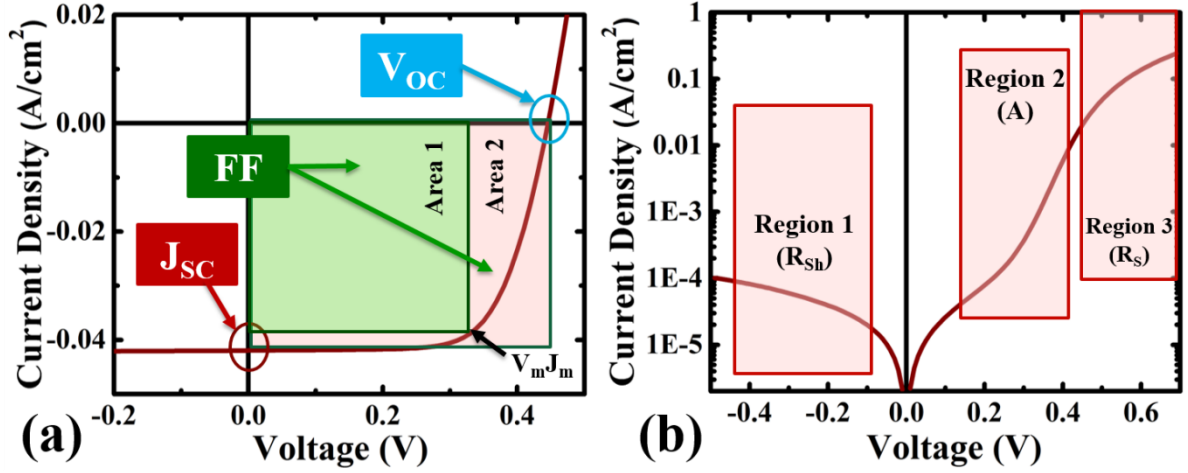 Current Density (A/cm²)
0.02
0.00
-0.02
-0.04
V_OC
FF
J_SC
Area 1
Area 2
V_mJ_m
-0.2
0.0
0.2
0.4
Voltage (V)
(a)
Current Density (A/cm²)
1
0.1
0.01
1E-3
1E-4
1E-5
Region 1
(R_Sh)
Region 2
(A)
Region 3
(R_S)
-0.4
-0.2
0.0
0.2
0.4
0.6
Voltage (V)
(b)